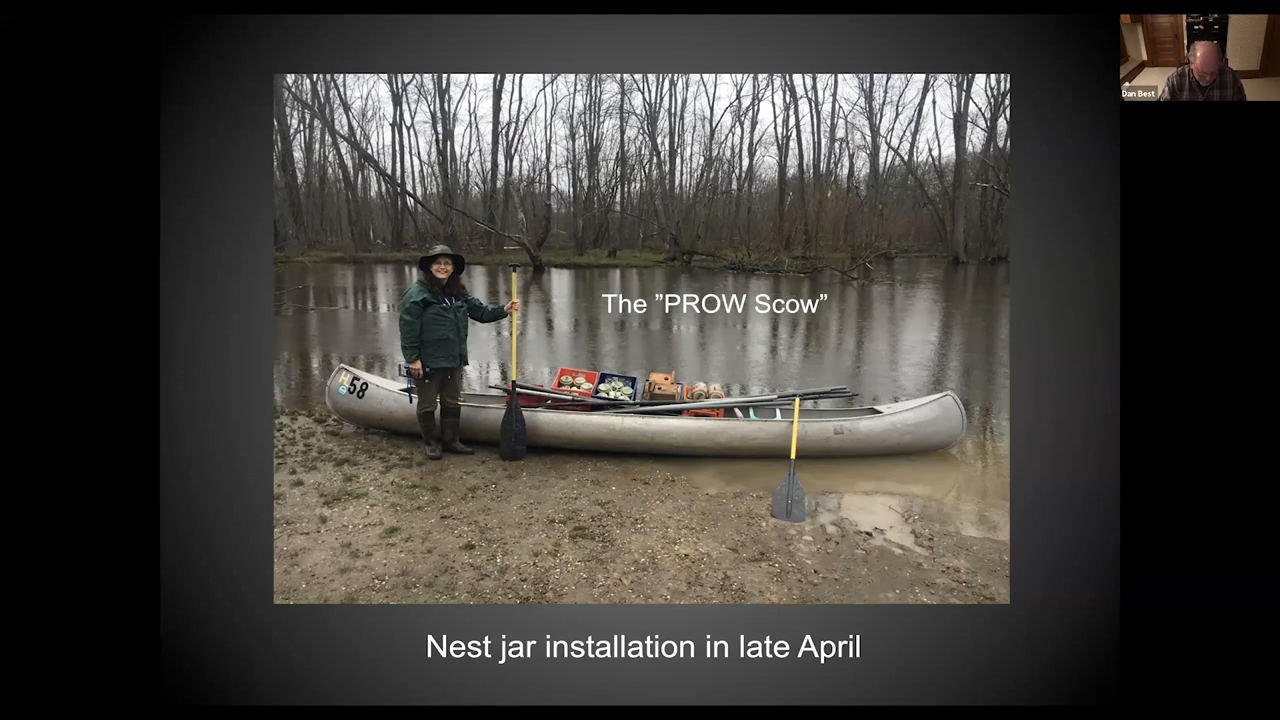 Dan Best
The ”PROW Scow”
H
58
Nest jar installation in late April